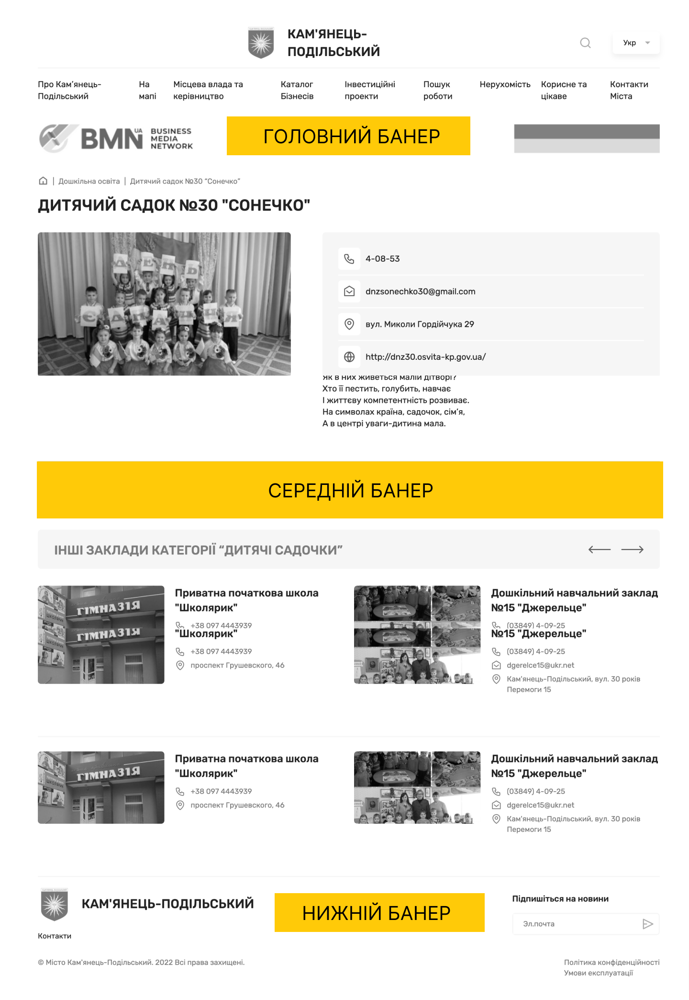 КАМ'ЯНЕЦЬ-
ПОДІЛЬСЬКИЙ
Укр
Про Кам’янець-
Подільський
На
мапі
Місцева влада та
керівництво
Каталог
Бізнесів
Інвестиційні
проекти
Пошук
роботи
Нерухомість
Корисне та
цікаве
Контакти
Міста
BMN UA
BUSINESS
MEDIA
NETWORK
ГОЛОВНИЙ БАНЕР
| Дошкільна освіта | Дитячий садок №30 “Сонечко”
ДИТЯЧИЙ САДОК №30 "СОНЕЧКО"
ДЕНЬ
ЄДНАННЯ
4-08-53
dnzsonechko30@gmail.com
вул. Миколи Гордійчука 29
http://dnz30.osvita-kp.gov.ua/
Як в них живеться малій дітворі?
Хто її пестить, голубить, навчає
І життєву компетентність розвиває.
На символах країна, садочок, сім’я,
А в центрі уваги-дитина мала.
СЕРЕДНІЙ БАНЕР
ІНШІ ЗАКЛАДИ КАТЕГОРІЇ “ДИТЯЧІ САДОЧКИ”
ГІМНАЗІЯ
ШКОЛЯРИК
ГІМНАЗІЯ
ШКОЛЯРИК
Приватна початкова школа
"Школярик"
+38 097 4443939
"Школярик"
+38 097 4443939
проспект Грушевского, 46
Дошкільний навчальний заклад
№15 "Джерельце"
(03849) 4-09-25
№15 "Джерельце"
(03849) 4-09-25
dgerelce15@ukr.net
Кам'янець-Подільський, вул. 30 років
Перемоги 15
ГІМНАЗІЯ
ШКОЛЯРИК
Приватна початкова школа
"Школярик"
+38 097 4443939
проспект Грушевского, 46
Дошкільний навчальний заклад
№15 "Джерельце"
(03849) 4-09-25
dgerelce15@ukr.net
Кам'янець-Подільський, вул. 30 років
Перемоги 15
КАМ'ЯНЕЦЬ-ПОДІЛЬСЬКИЙ
Контакти
НИЖНІЙ БАНЕР
Підпишіться на новини
Эл.почта
© Місто Кам'янець-Подільський. 2022 Всі права захищені.
Політика конфіденційності
Умови експлуатації